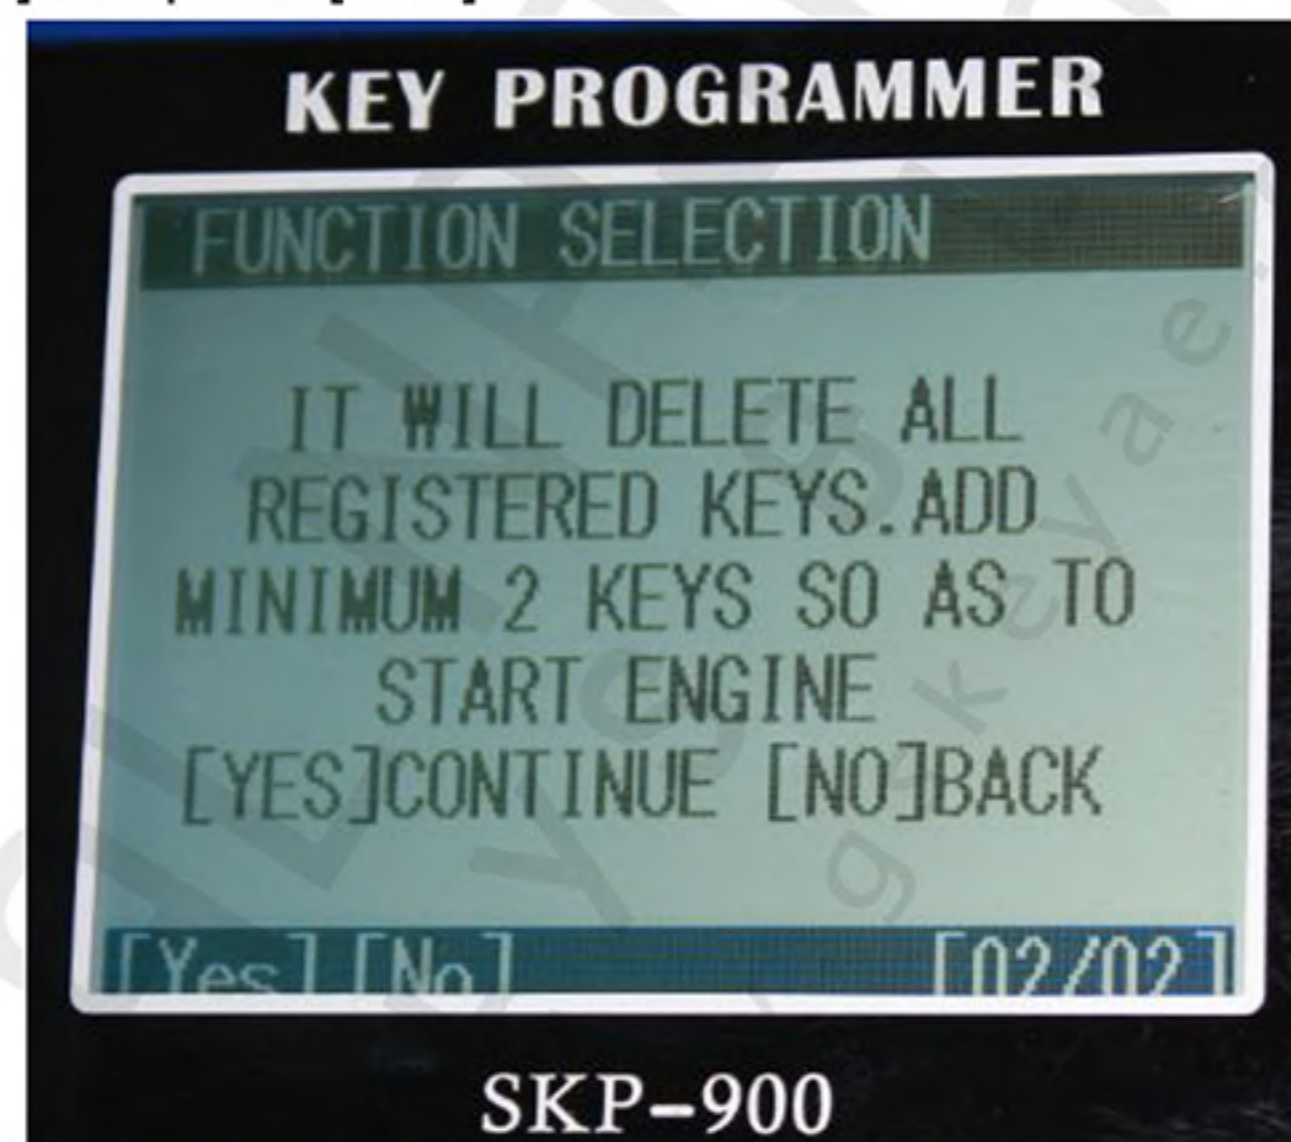 KEY PROGRAMMER
FUNCTION SELECTION
IT WILL DELETE ALL
REGISTERED KEYS.ADD
MINIMUM 2 KEYS SO AS TO
START ENGINE
[YES]CONTINUE [NO]BACK
[Yes] [No] [02/02]
SKP-900